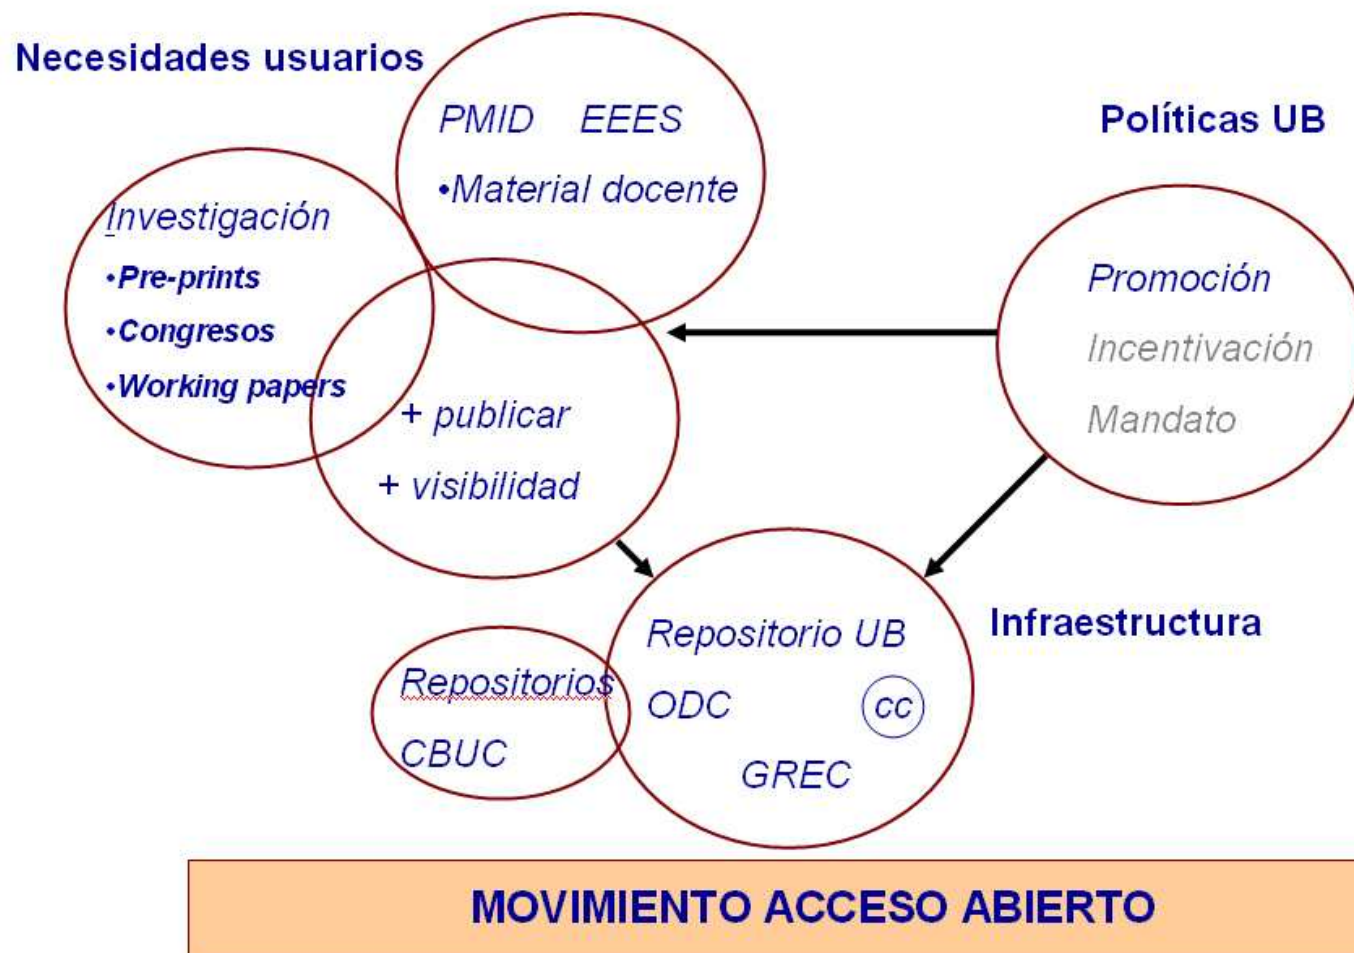 Necesidades usuarios
PMID EEES
•Material docente
Políticas UB
Investigación
•Pre-prints
•Congresos
•Working papers
+ publicar
+ visibilidad
Promoción
Incentivación
Mandato
Infraestructura
Repositorio UB
ODC cc
GREC
Repositorios
CBUC
MOVIMIENTO ACCESO ABIERTO